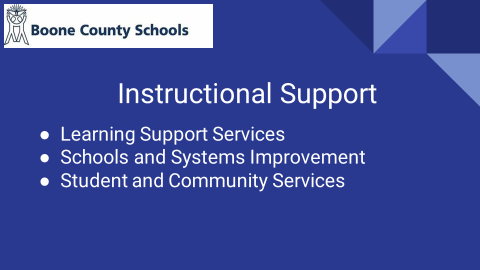 Boone County Schools
Instructional Support
● Learning Support Services
● Schools and Systems Improvement
● Student and Community Services